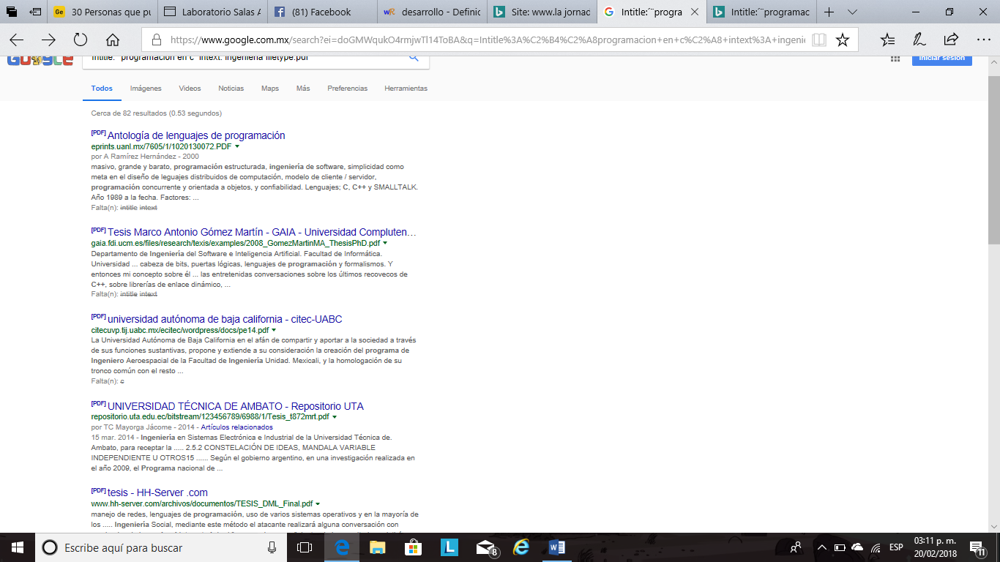 Ge 30 Personas que pu
Laboratorio Salas A
(81) Facebook
wR desarrollo - Definic
Site: www.la jornad
Intitle:´¨progra
Intitle:´¨programac
https://www.google.com.mx/search?ei=doGMWqukO4rmjwTl14ToBA&q=Intitle%3A%C2%B4%C2%A8programacion+en+c%C2%A8+intext%3A+ingenie
Google
Iniciar sesión
Todos Imágenes Videos Noticias Maps Más Preferencias Herramientas
Cerca de 82 resultados (0.53 segundos)
[PDF] Antología de lenguajes de programación
eprints.uanl.mx/7605/1/1020130072.PDF
por A Ramírez Hernández - 2000
masivo, grande y barato, programación estructurada, ingeniería de software, simplicidad como
meta en el diseño de leguajes distribuidos de computación, modelo de cliente / servidor,
programación concurrente y orientada a objetos, y confiabilidad. Lenguajes; C, C++ y SMALLTALK.
Año 1989 a la fecha. Factores: ...
Falta(n): intitle intext
[PDF] Tesis Marco Antonio Gómez Martín - GAIA - UniversidadOmpluten...
gaia.fdi.ucm.es/files/research/texis/examples/2008_GomezMartinMA_ThesisPhD.pdf
Departamento de Ingeniería del Software e Inteligencia Artificial. Facultad de Informática.
Universidad ... cabeza de bits, puertas lógicas, lenguajes de programación y formalismos. Y
entonces mi concepto sobre él ... las entretenidas conversaciones sobre los últimos recovecos de
C++, sobre librerías de enlace dinámico, ...
Falta(n): intitle intext
[PDF] universidad autónoma de baja california - citec-UABC
citecuvp.tij.uabc.mx/ecitec/wordpress/docs/pe14.pdf
La Universidad Autónoma de Baja California en el afán de compartir y aportar a la sociedad a través
de sus funciones sustantivas, propone y extiende a su consideración la creación del programa de
Ingeniero Aeroespacial de la Facultad de Ingeniería Unidad. Mexicali, y la homologación de su
tronco común con el resto ...
Falta(n): c
[PDF] UNIVERSIDAD TÉCNICA DE AMBATO - Repositorio UTA
repositorio.uta.edu.ec/bitstream/123456789/6988/1/Tesis_t872mrt.pdf
por TC Mayorga Jácome - 2014 - Artículos relacionados
15 mar. 2014 - Ingeniería en Sistemas Electrónica e Industrial de la Universidad Técnica de.
Ambato, para receptar la ..... 2.5.2 CONSTELACIÓN DE IDEAS, MANDALA VARIABLE
INDEPENDIENTE U OTROS15 ...... Según el gobierno argentino, en una investigación realizada en
el año 2009, el Programa nacional de ...
[PDF] tesis - HH-Server .com
www.hh-server.com/archivos/documentos/TESIS_DML_Final.pdf
manejo de redes, lenguajes de programación, uso de varios sistemas operativos y en la mayoría de
los ..... Ingeniería Social, mediante este método el atacante realizará alguna conversación con
Escribe aquí para buscar
L
8
ESP
03:11 p. m.
20/02/2018
11